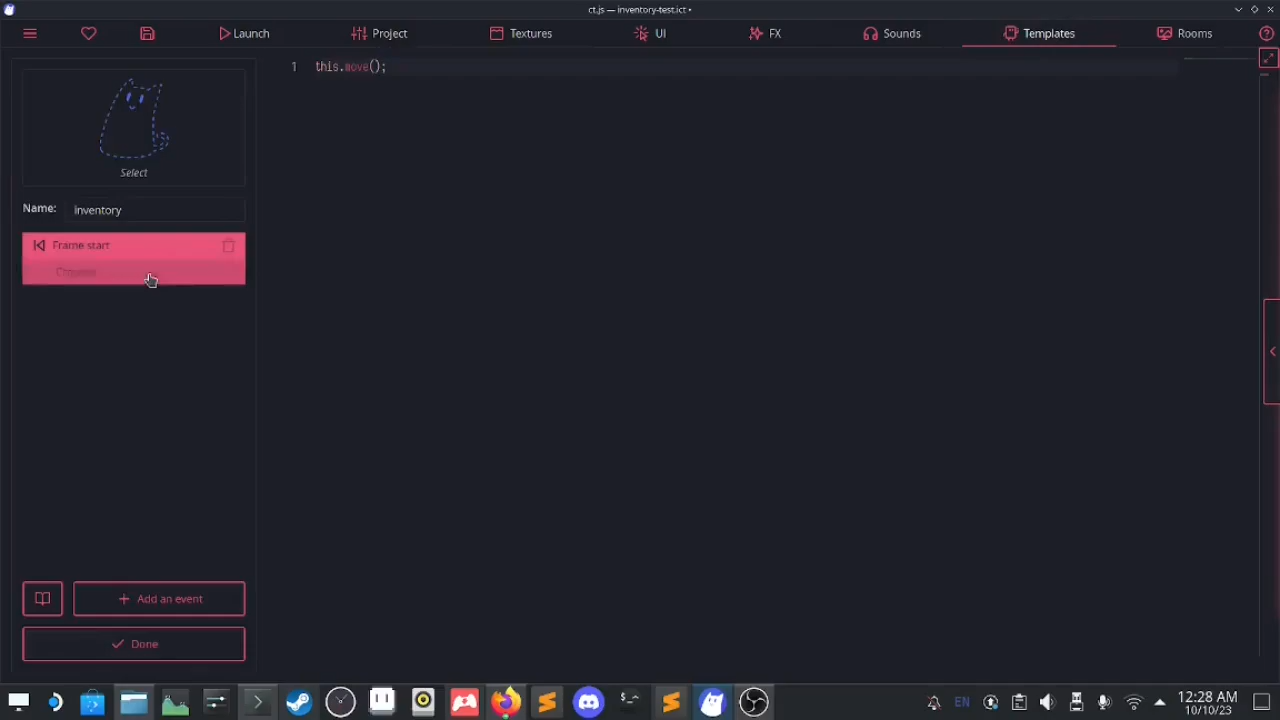 ct.js — inventory-test.ict •
Launch
Project
Textures
UI
FX
Sounds
Templates
Rooms
1 this.move();
Select
Name: Inventory
Frame start
Add an event
Done
EN
12:28 AM
10/10/23